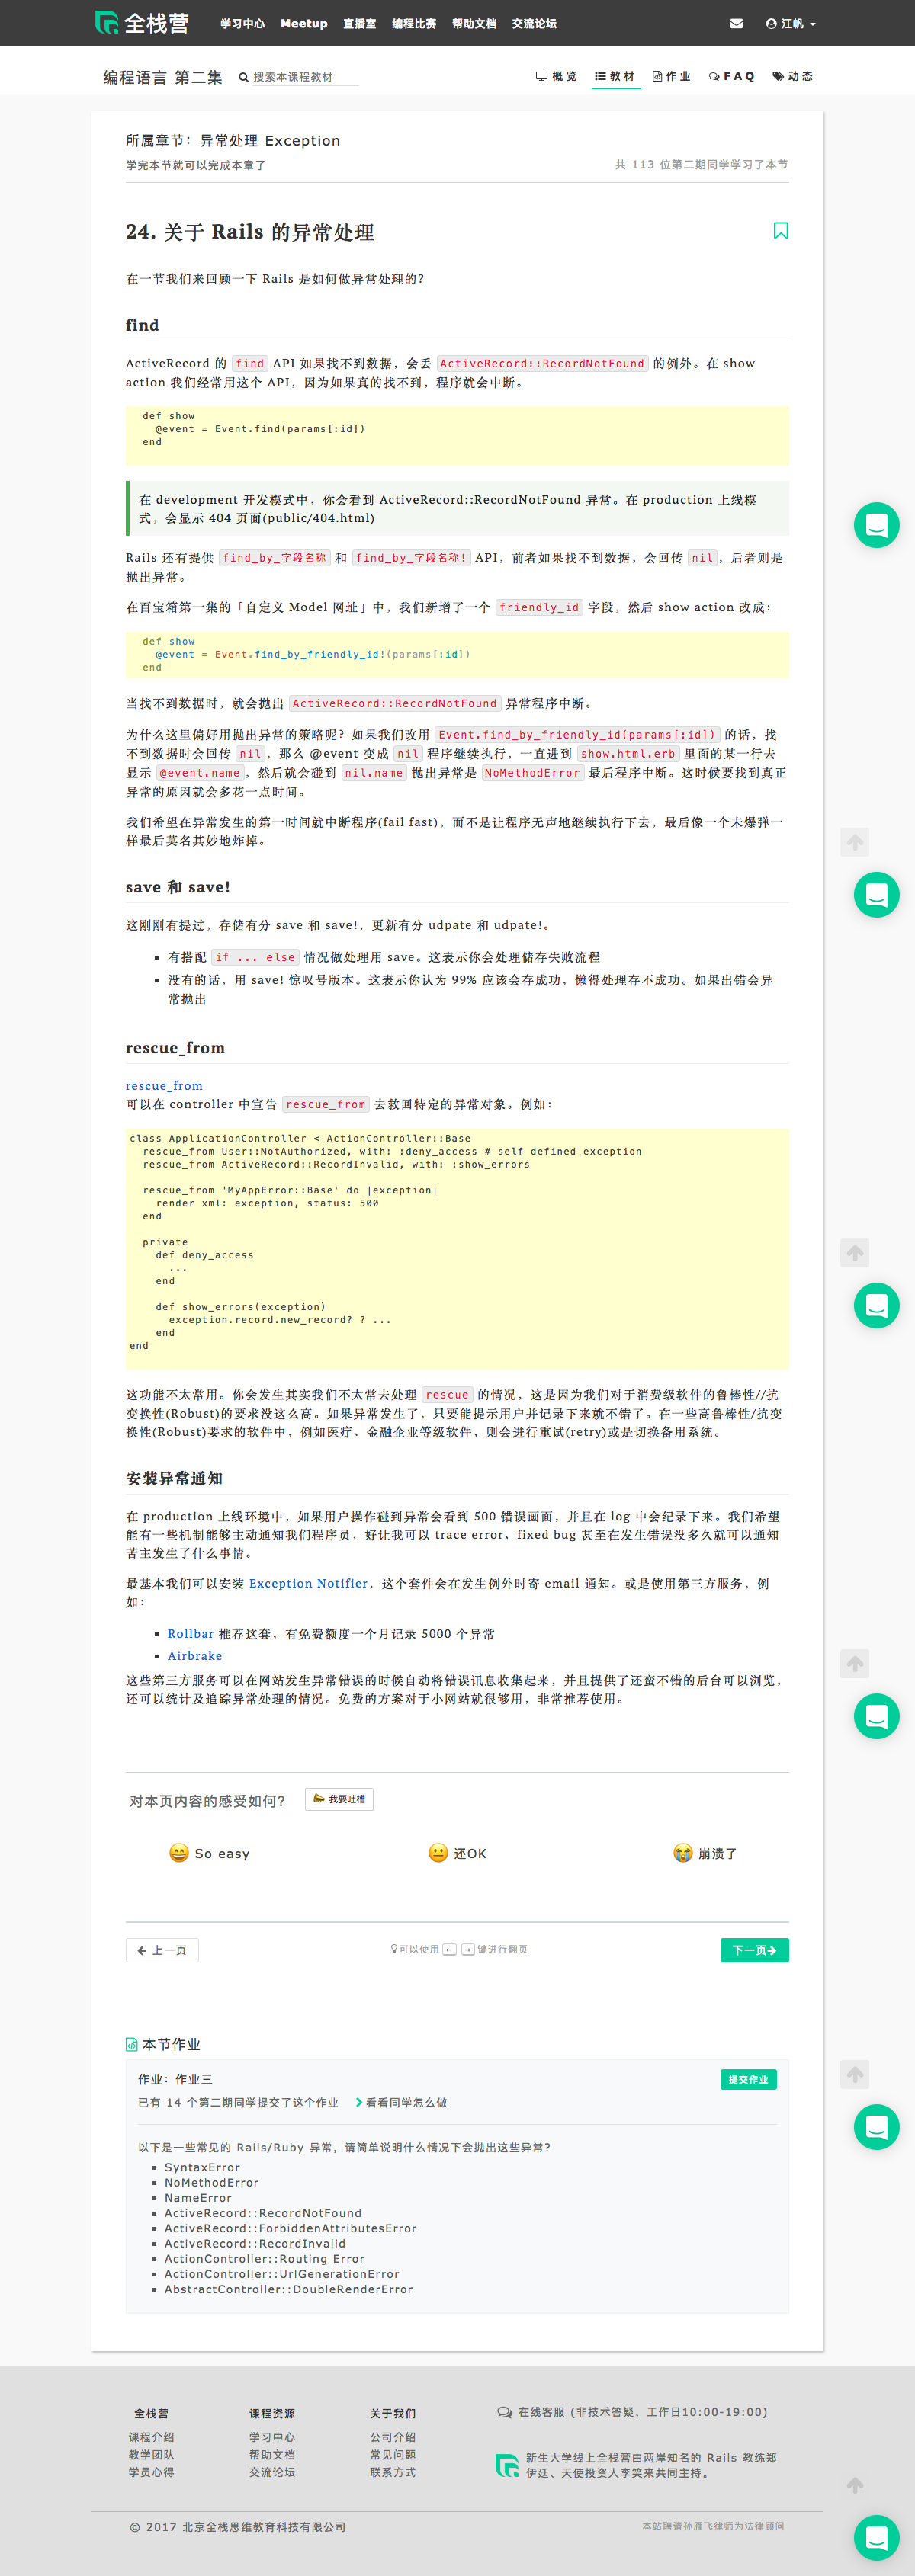 全栈营 学习中心 Meetup 直播室 编程比赛 帮助文档 交流论坛 江帆
编程语言 第二集 搜索本课程教材 概览 教材 作业 FAQ 动态
所属章节：异常处理 Exception
学完本节就可以完成本章了 共 113 位第二期同学学习了本节
24. 关于 Rails 的异常处理
在一节我们来回顾一下 Rails 是如何做异常处理的？
find
ActiveRecord 的 find API 如果找不到数据，会丢 ActiveRecord::RecordNotFound 的例外。在 show
action 我们经常用这个 API，因为如果真的找不到，程序就会中断。
def show
@event = Event.find(params[:id])
end
在 development 开发模式中，你会看到 ActiveRecord::RecordNotFound 异常。在 production 上线模
式，会显示 404 页面(public/404.html)
Rails 还有提供 find_by_字段名称 和 find_by_字段名称! API，前者如果找不到数据，会回传 nil，后者则是
抛出异常。
在百宝箱第一集的「自定义 Model 网址」中，我们新增了一个 friendly_id 字段，然后 show action 改成：
def show
@event = Event.find_by_friendly_id!(params[:id])
end
当找不到数据时，就会抛出 ActiveRecord::RecordNotFound 异常程序中断。
为什么这里偏好用抛出异常的策略呢？如果我们改用 Event.find_by_friendly_id(params[:id]) 的话，找
不到数据时会回传 nil，那么 @event 变成 nil 程序继续执行，一直进到 show.html.erb 里面的某一行去
显示 @event.name，然后就会碰到 nil.name 抛出异常是 NoMethodError 最后程序中断。这时候要找到真正
异常的原因就会多花一点时间。
我们希望在异常发生的第一时间就中断程序(fail fast)，而不是让程序无声地继续执行下去，最后像一个未爆弹一
样最后莫名其妙地炸掉。
save 和 save!
这刚刚有提过，存储有分 save 和 save!，更新有分 udpate 和 udpate!。
▪ 有搭配 if ... else 情况做处理用 save。这表示你会处理储存失败流程
▪ 没有的话，用 save! 惊叹号版本。这表示你认为 99% 应该会存成功，懒得处理存不成功。如果出错会异
常抛出
rescue_from
rescue_from
可以在 controller 中宣告 rescue_from 去救回特定的异常对象。例如：
class ApplicationController < ActionController::Base
rescue_from User::NotAuthorized, with: :deny_access # self defined exception
rescue_from ActiveRecord::RecordInvalid, with: :show_errors
rescue_from 'MyAppError::Base' do |exception|
render xml: exception, status: 500
end
private
def deny_access
...
end
def show_errors(exception)
exception.record.new_record? ? ...
end
end
这功能不太常用。你会发生其实我们不太常去处理 rescue 的情况，这是因为我们对于消费级软件的鲁棒性//抗
变换性(Robust)的要求没这么高。如果异常发生了，只要能提示用户并记录下来就不错了。在一些高鲁棒性/抗变
换性(Robust)要求的软件中，例如医疗、金融企业等级软件，则会进行重试(retry)或是切换备用系统。
安装异常通知
在 production 上线环境中，如果用户操作碰到异常会看到 500 错误画面，并且在 log 中会纪录下来。我们希望
能有一些机制能够主动通知我们程序员，好让我可以 trace error、fixed bug 甚至在发生错误没多久就可以通知
苦主发生了什么事情。
最基本我们可以安装 Exception Notifier，这个套件会在发生例外时寄 email 通知。或是使用第三方服务，例
如：
▪ Rollbar 推荐这套，有免费额度一个月记录 5000 个异常
▪ Airbrake
这些第三方服务可以在网站发生异常错误的时候自动将错误讯息收集起来，并且提供了还蛮不错的后台可以浏览，
还可以统计及追踪异常处理的情况。免费的方案对于小网站就很够用，非常推荐使用。
对本页内容的感受如何？ 我要吐槽
So easy 还OK 崩溃了
← 上一页 可以使用 ← → 键进行翻页 下一页→
本节作业
作业：作业三 提交作业
已有 14 个第二期同学提交了这个作业 看看同学怎么做
以下是一些常见的 Rails/Ruby 异常，请简单说明什么情况下会抛出这些异常？
▪ SyntaxError
▪ NoMethodError
▪ NameError
▪ ActiveRecord::RecordNotFound
▪ ActiveRecord::ForbiddenAttributesError
▪ ActiveRecord::RecordInvalid
▪ ActionController::Routing Error
▪ ActionController::UrlGenerationError
▪ AbstractController::DoubleRenderError
全栈营 课程资源 关于我们 在线客服 (非技术答疑，工作日10:00-19:00)
课程介绍 学习中心 公司介绍
教学团队 帮助文档 常见问题
学员心得 交流论坛 联系方式
新生大学线上全栈营由两岸知名的 Rails 教练郑
伊廷、天使投资人李笑来共同主持。
© 2017 北京全栈思维教育科技有限公司 本站聘请孙雁飞律师为法律顾问